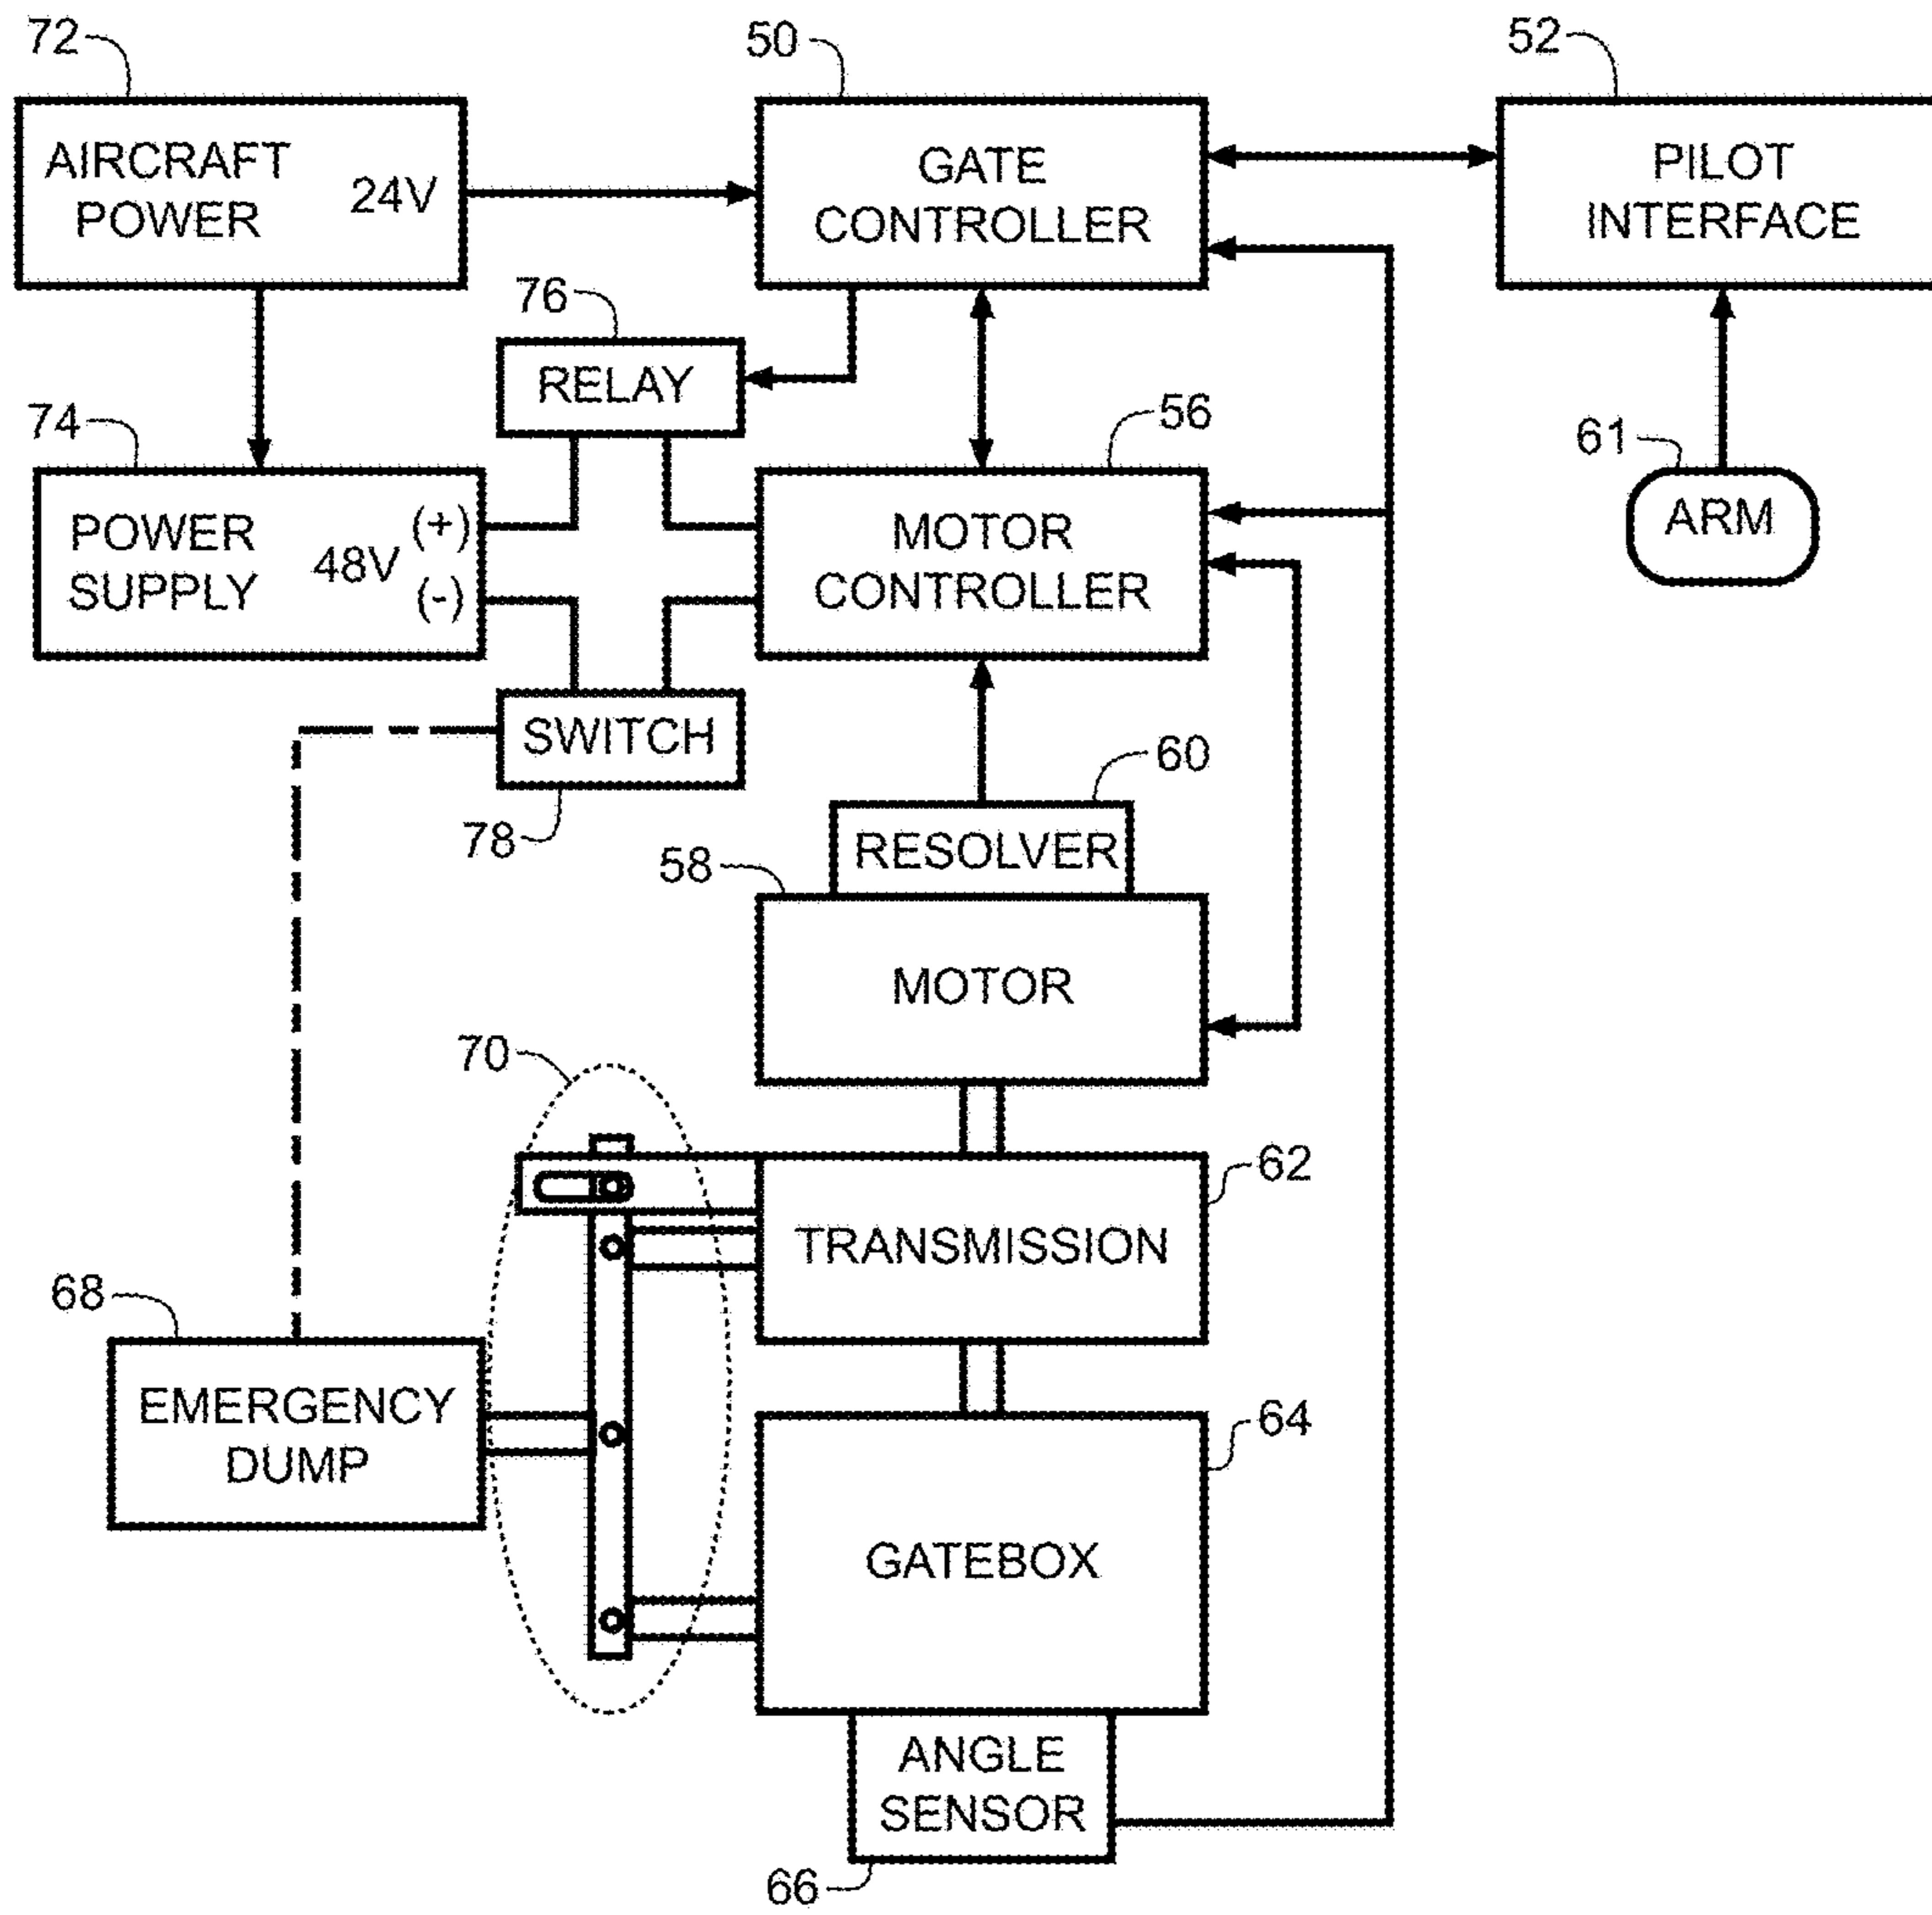 72
50
52
AIRCRAFT
POWER
24V
GATE
CONTROLLER
PILOT
INTERFACE
76
RELAY
74
56
61
POWER
SUPPLY
48V
(+)
(-)
MOTOR
CONTROLLER
ARM
SWITCH
78
60
RESOLVER
58
MOTOR
70
62
TRANSMISSION
68
EMERGENCY
DUMP
64
GATEBOX
ANGLE
SENSOR
66